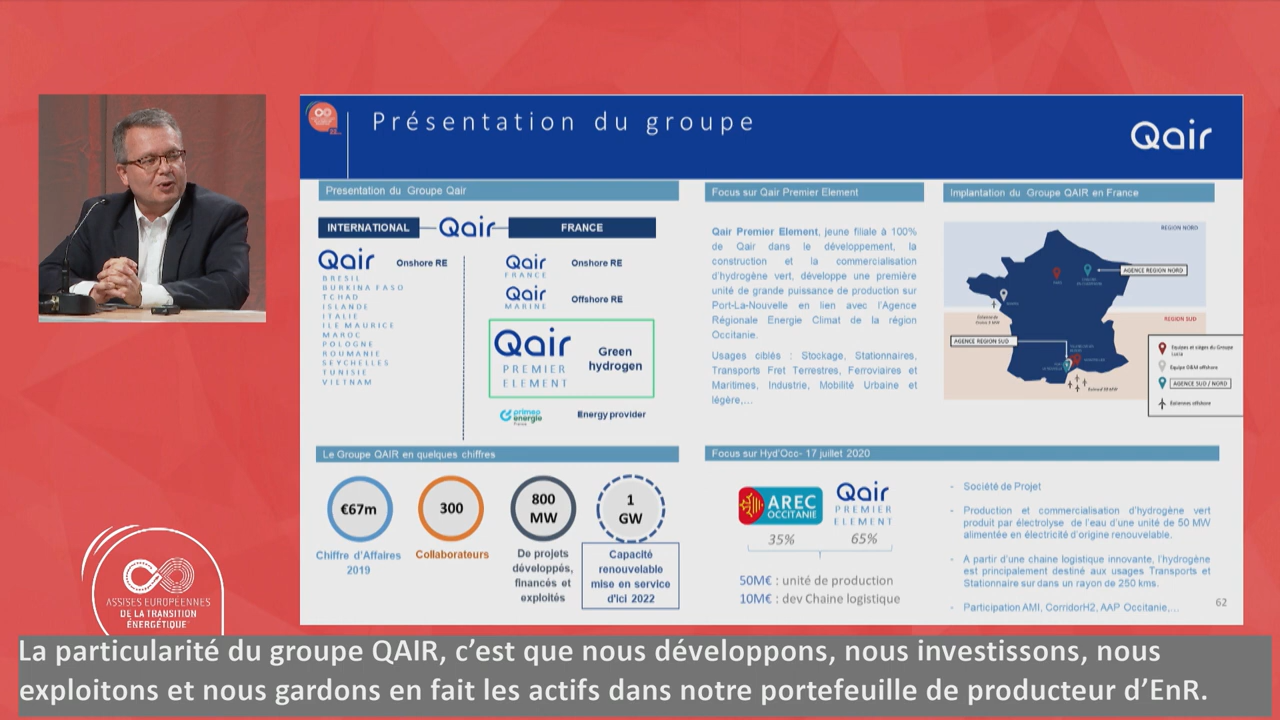 Présentation du groupe
Qair
Presentation du Groupe Qair
INTERNATIONAL
Qair
FRANCE
Qair
Onshore RE
BRESIL
BURKINA FASO
TCHAD
ISLANDE
ITALIE
ILE MAURICE
MAROC
POLOGNE
ROUMANIE
SEYCHELLES
TUNISIE
VIETNAM
Qair
FRANCE
Onshore RE
Qair
MARINE
Offshore RE
Qair
PREMIER
ELEMENT
Green
hydrogen
primeo
energie
France
Energy provider
Focus sur Qair Premier Element
Qair Premier Element, jeune filiale à 100%
de Qair dans le développement, la
construction et la commercialisation
d'hydrogène vert, développe une première
unité de grande puissance de production sur
Port-La-Nouvelle en lien avec l'Agence
Régionale Energie Climat de la région
Occitanie.
Usages ciblés : Stockage, Stationnaires,
Transports Fret Terrestres, Ferroviaires et
Maritimes, Industrie, Mobilité Urbaine et
légère,...
Implantation du Groupe QAIR en France
REGION NORD
AGENCE REGION NORD
REGION SUD
AGENCE REGION SUD
Equipes et sièges du Groupe
Lucia
Equipe O&M offshore
AGENCE SUD / NORD
Eoliennes offshore
Le Groupe QAIR en quelques chiffres
€67m
Chiffre d'Affaires
2019
300
Collaborateurs
800
MW
De projets
développés,
financés et
exploités
1
GW
Capacité
renouvelable
mise en service
d'ici 2022
Focus sur Hyd'Occ- 17 juillet 2020
AREC
OCCITANIE
35%
Qair
PREMIER
ELEMENT
65%
50M€ : unité de production
10M€ : dev Chaine logistique
- Société de Projet
- Production et commercialisation d'hydrogène vert
produit par électrolyse de l'eau d'une unité de 50 MW
alimentée en électricité d'origine renouvelable.
- A partir d'une chaine logistique innovante, l'hydrogène
est principalement destiné aux usages Transports et
Stationnaire sur dans un rayon de 250 kms.
- Participation AMI, CorridorH2, AAP Occitanie,...
62
ASSISES EUROPÉENNES
DE LA TRANSITION
ÉNERGÉTIQUE
La particularité du groupe QAIR, c'est que nous développons, nous investissons, nous
exploitons et nous gardons en fait les actifs dans notre portefeuille de producteur d'EnR.